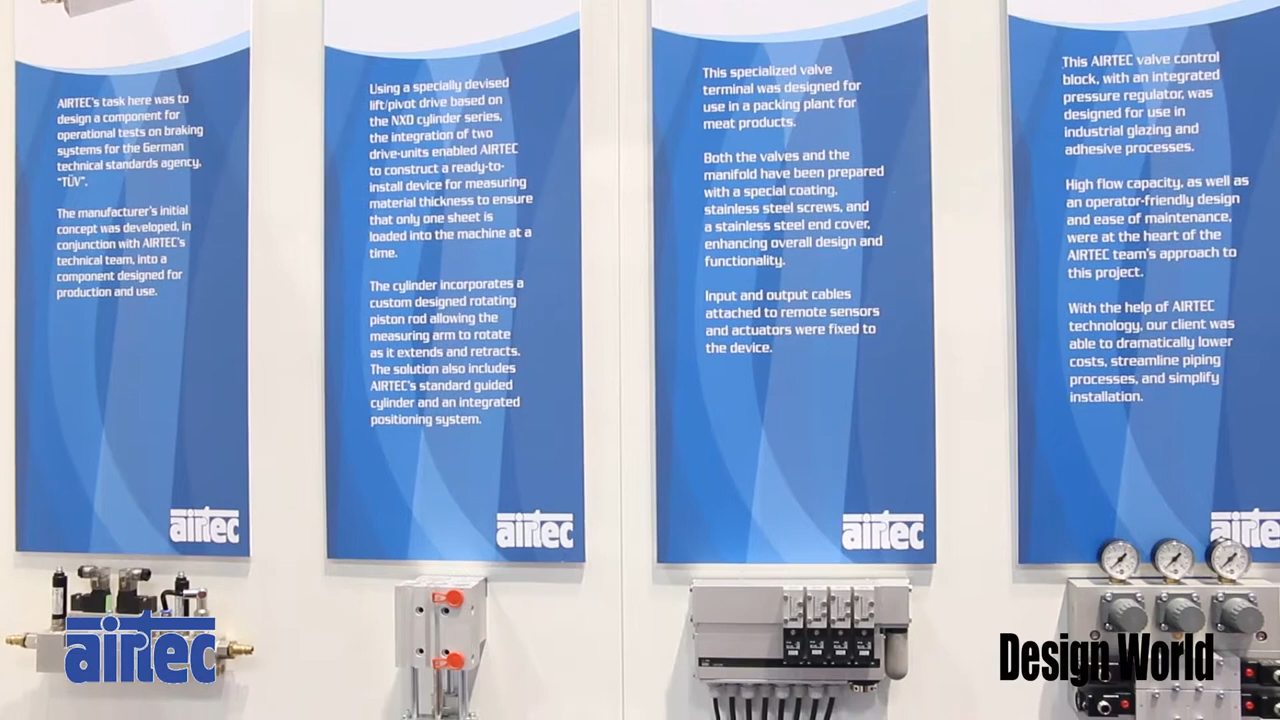 AIRTEC's task here was to
design a component for
operational tests on braking
systems for the German
technical standards agency,
"TÜV".
The manufacturer's initial
concept was developed, in
conjunction with AIRTEC's
technical team, into a
component designed for
production and use.
airtec
airtec
Using a specially devised
lift/pivot drive based on
the NXD cylinder series,
the integration of two
drive-units enabled AIRTEC
to construct a ready-to-
install device for measuring
material thickness to ensure
that only one sheet is
loaded into the machine at a
time.
The cylinder incorporates a
custom designed rotating
piston rod allowing the
measuring arm to rotate
as it extends and retracts.
The solution also includes
AIRTEC's standard guided
cylinder and an integrated
positioning system.
airtec
This specialized valve
terminal was designed for
use in a packing plant for
meat products.
Both the valves and the
manifold have been prepared
with a special coating,
stainless steel screws, and
a stainless steel end cover,
enhancing overall design and
functionality.
Input and output cables
attached to remote sensors
and actuators were fixed to
the device.
airtec
This AIRTEC valve control
block, with an integrated
pressure regulator, was
designed for use in
industrial glazing and
adhesive processes.
High flow capacity, as well as
an operator-friendly design
and ease of maintenance,
were at the heart of the
AIRTEC team's approach to
this project.
With the help of AIRTEC
technology, our client was
able to dramatically lower
costs, streamline piping
processes, and simplify
installation.
airtec
Design World